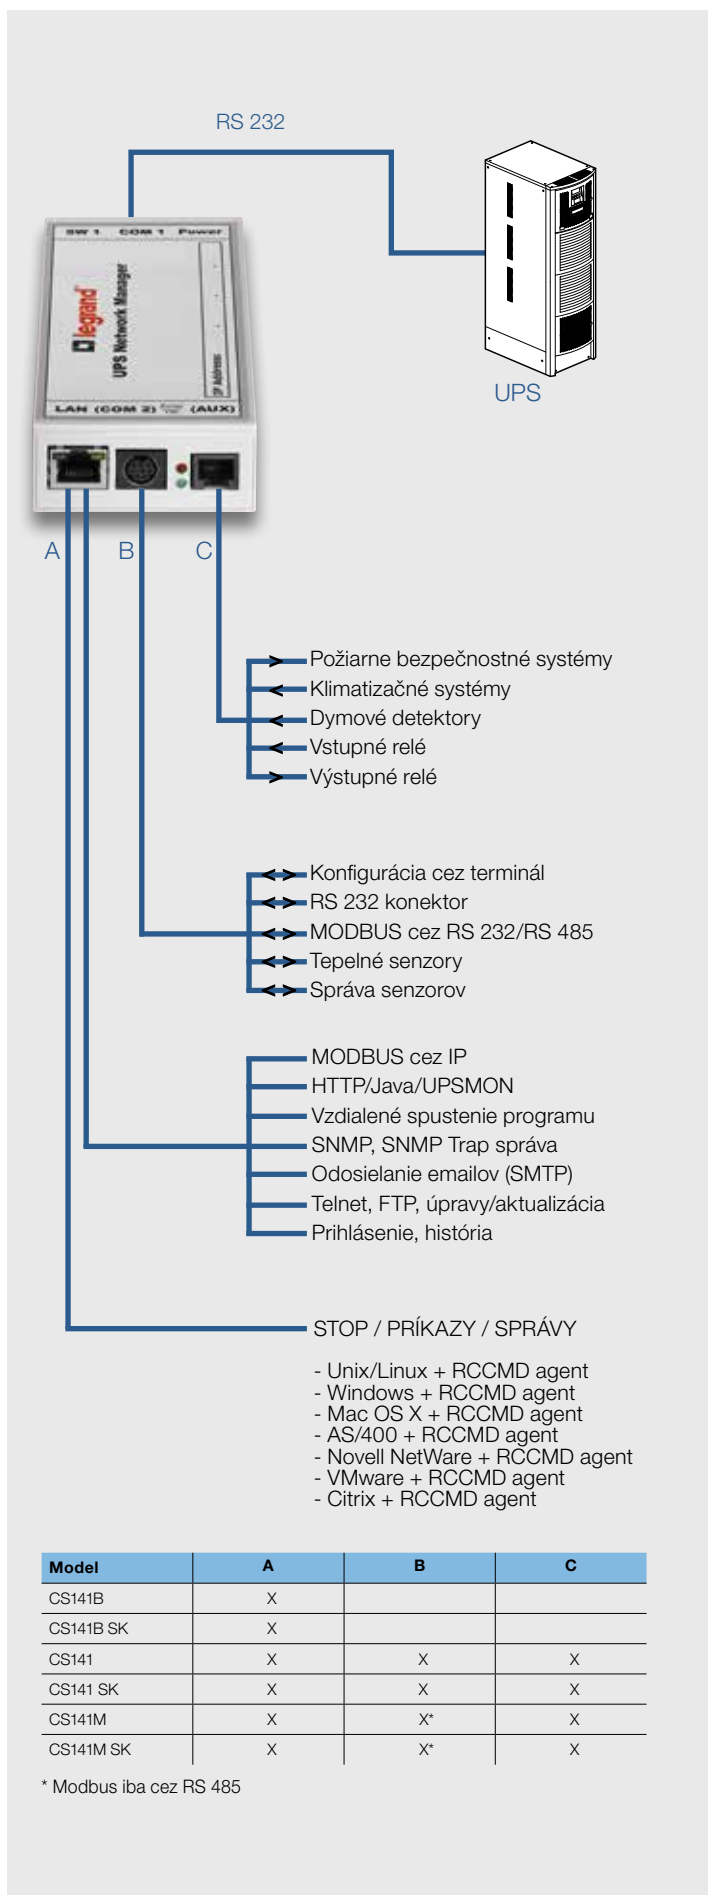 RS 232
SW 1 COM 1 Power
legrand
UPS Network Manager
IP Address:
LAN (COM 2) (AUX)
UPS
A B C
Požiarne bezpečnostné systémy
Klimatizačné systémy
Dymové detektory
Vstupné relé
Výstupné relé
Konfigurácia cez terminál
RS 232 konektor
MODBUS cez RS 232/RS 485
Tepelné senzory
Správa senzorov
MODBUS cez IP
HTTP/Java/UPSMON
Vzdialené spustenie programu
SNMP, SNMP Trap správa
Odosielanie emailov (SMTP)
Telnet, FTP, úpravy/aktualizácia
Prihlásenie, história
STOP / PRÍKAZY / SPRÁVY
- Unix/Linux + RCCMD agent
- Windows + RCCMD agent
- Mac OS X + RCCMD agent
- AS/400 + RCCMD agent
- Novell NetWare + RCCMD agent
- VMware + RCCMD agent
- Citrix + RCCMD agent
Model A B C
CS141B X
CS141B SK X
CS141 X X X
CS141 SK X X X
CS141M X X* X
CS141M SK X X* X
* Modbus iba cez RS 485